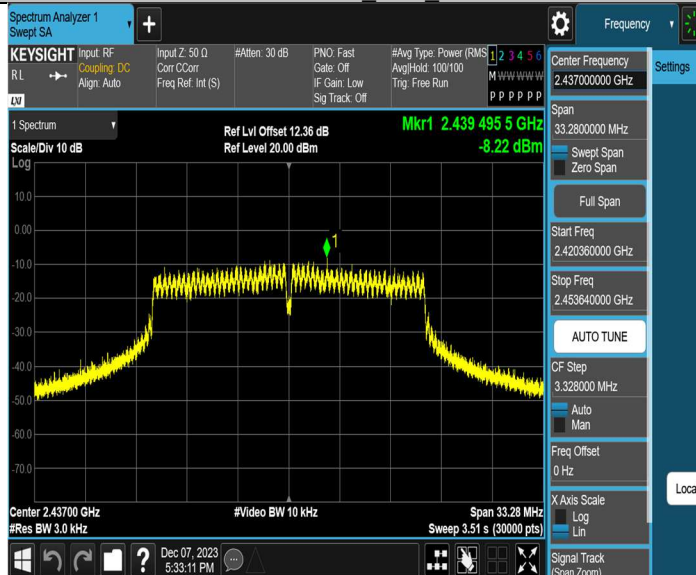 Spectrum Analyzer 1
Swept SA
Frequency
KEYSIGHT
RL
LXI
Input: RF
Coupling: DC
Align: Auto
Input Z: 50 Ω
Corr CCorr
Freq Ref: Int (S)
#Atten: 30 dB
PNO: Fast
Gate: Off
IF Gain: Low
Sig Track: Off
#Avg Type: Power (RMS
Avg|Hold: 100/100
Trig: Free Run
1 2 3 4 5 6
M W W W W W
P P P P P P
Center Frequency
2.437000000 GHz
Settings
Span
33.2800000 MHz
Swept Span
Zero Span
Full Span
Start Freq
2.420360000 GHz
Stop Freq
2.453640000 GHz
AUTO TUNE
CF Step
3.328000 MHz
Auto
Man
Freq Offset
0 Hz
X Axis Scale
Log
Lin
Signal Track
(Span Zoom)
Loca
1 Spectrum
Scale/Div 10 dB
Log
Ref Lvl Offset 12.36 dB
Ref Level 20.00 dBm
Mkr1 2.439 495 5 GHz
-8.22 dBm
10.0
0.00
-10.0
-20.0
-30.0
-40.0
-50.0
-60.0
-70.0
1
Center 2.43700 GHz
#Video BW 10 kHz
Span 33.28 MHz
#Res BW 3.0 kHz
Sweep 3.51 s (30000 pts)
Dec 07, 2023
5:33:11 PM